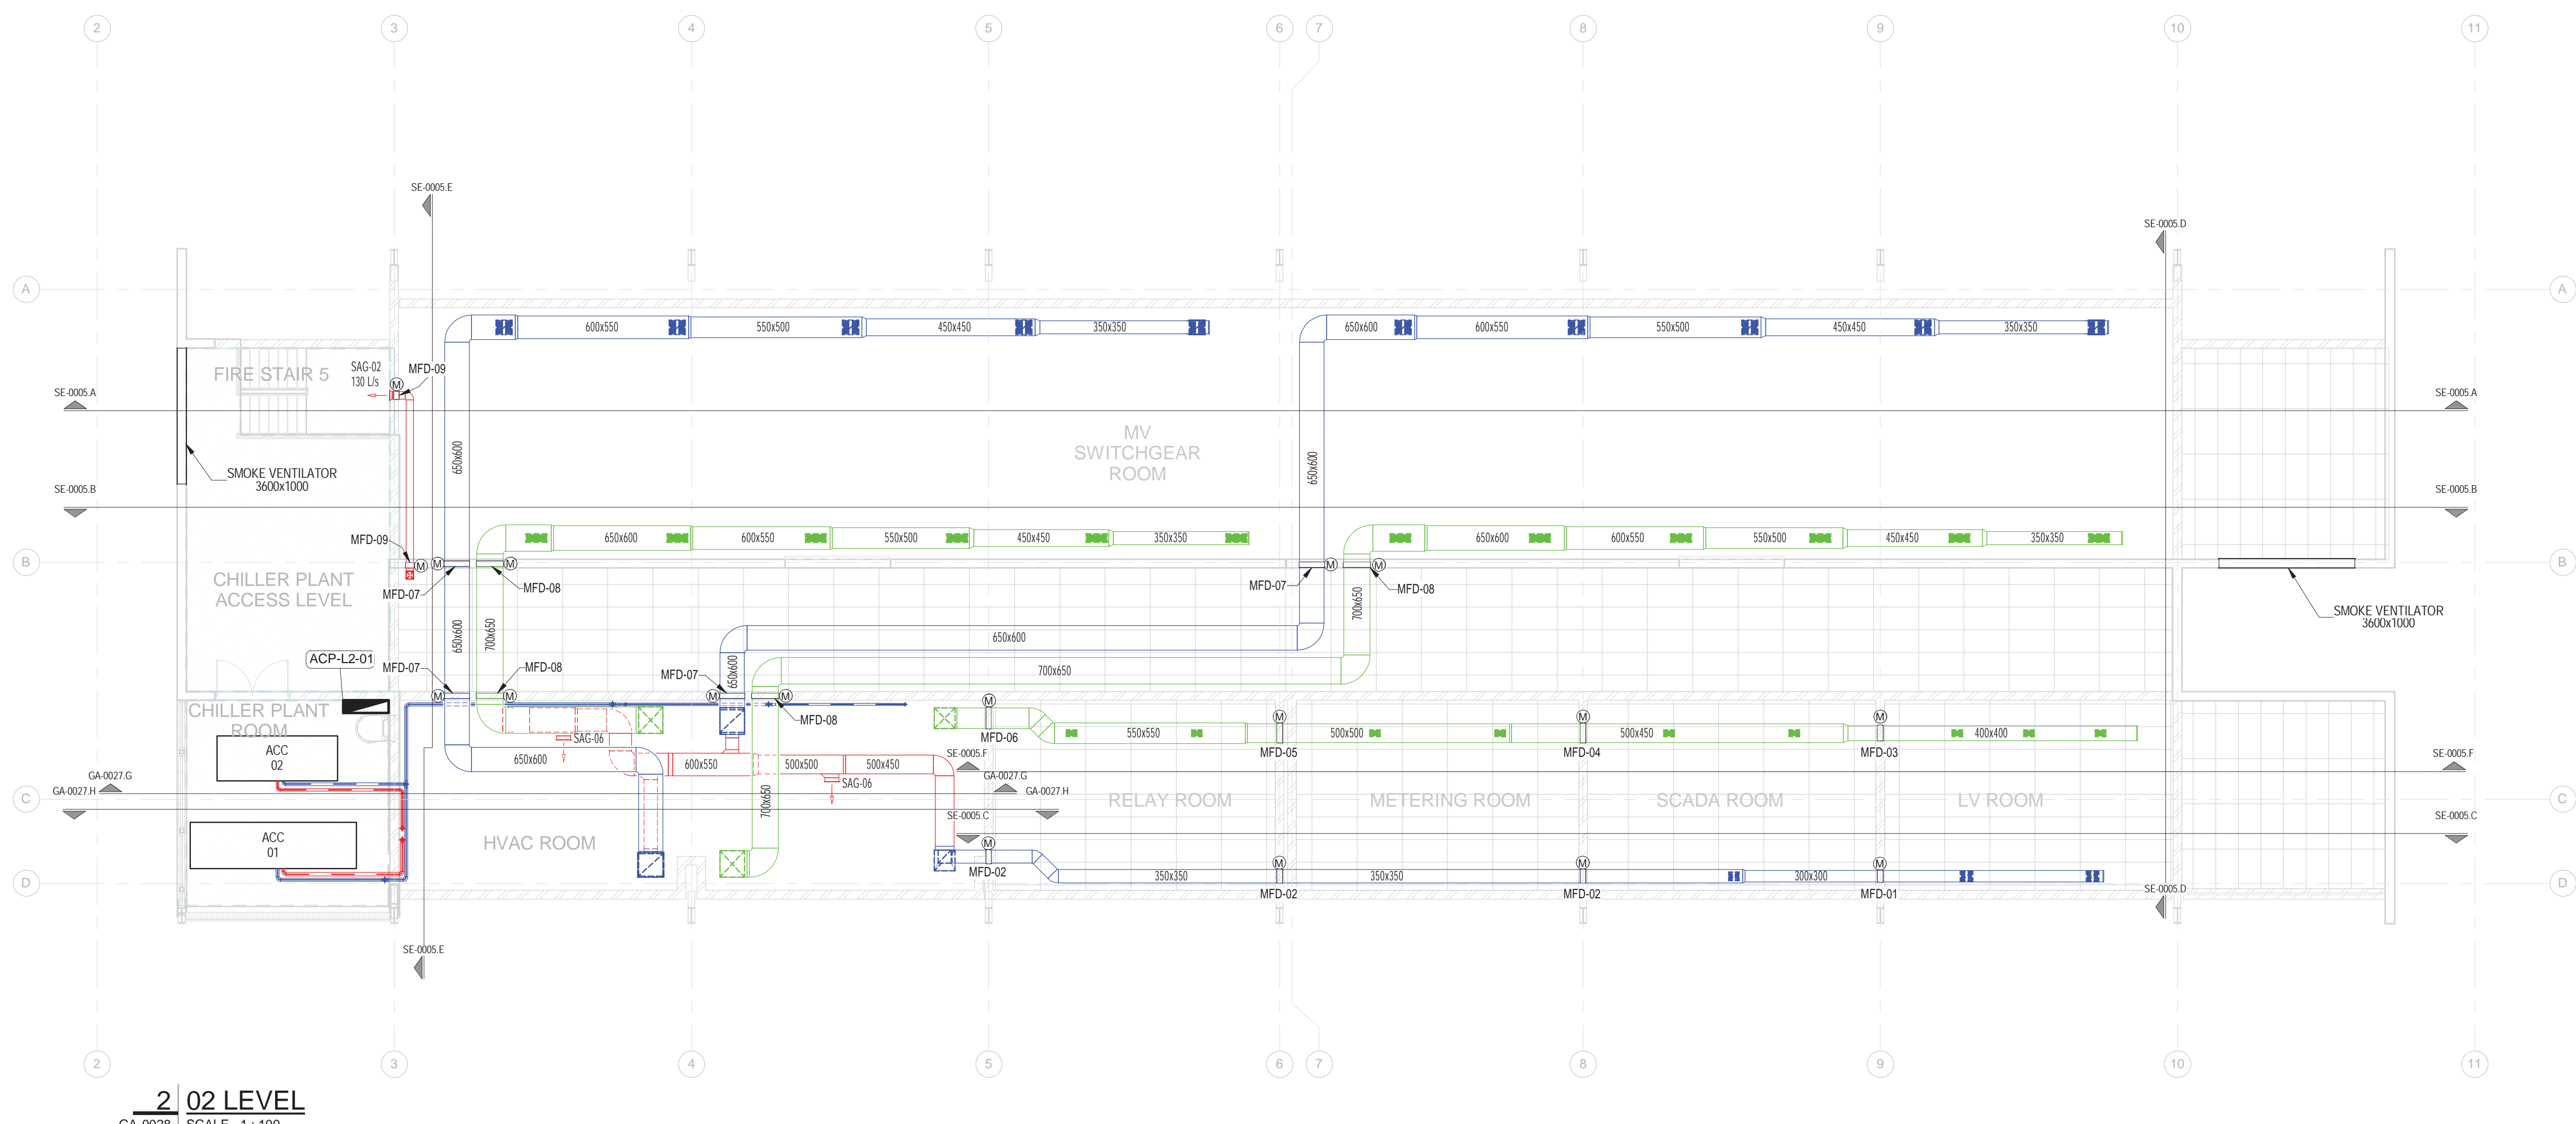 2 3 4 5 6 7 8 9 10 11
SE-0005.E
SE-0005.D
A A
650x600 600x550 550x500 450x450 350x350
600x550 550x500 450x450 350x350
FIRE STAIR 5
SAG-02
130 L/s
M
MFD-09
SE-0005.A SE-0005.A
MV
SWITCHGEAR
ROOM
650x600
650x600
SMOKE VENTILATOR
3600x1000
SE-0005.B SE-0005.B
650x600 600x550 550x500 450x450 350x350
650x600 600x550 550x500 450x450 350x350
MFD-09
B B
M M M M M
CHILLER PLANT
ACCESS LEVEL
MFD-07
MFD-08
MFD-07
MFD-08
SMOKE VENTILATOR
3600x1000
650x600
700x650
700x650
650x600
ACP-L2-01
MFD-07
MFD-08
MFD-07
650x600
700x650
M M M M
MFD-08
CHILLER PLANT
ROOM
ACC
02
SAG-06
650x600
600x550
500x500
500x450
SAG-06
700x650
M M M M
MFD-06
550x550
500x500
500x450
400x400
MFD-05
MFD-04
MFD-03
SE-0005.F SE-0005.F
GA-0027.G GA-0027.G
GA-0027.H GA-0027.H
C C
RELAY ROOM
METERING ROOM
SCADA ROOM
LV ROOM
SE-0005.C SE-0005.C
ACC
01
HVAC ROOM
M M M M
MFD-02
350x350
350x350
300x300
D D
MFD-02
MFD-02
MFD-01
SE-0005.D
SE-0005.E
2 3 4 5 6 7 8 9 10 11
2 02 LEVEL
GA-0028 SCALE 1 : 100